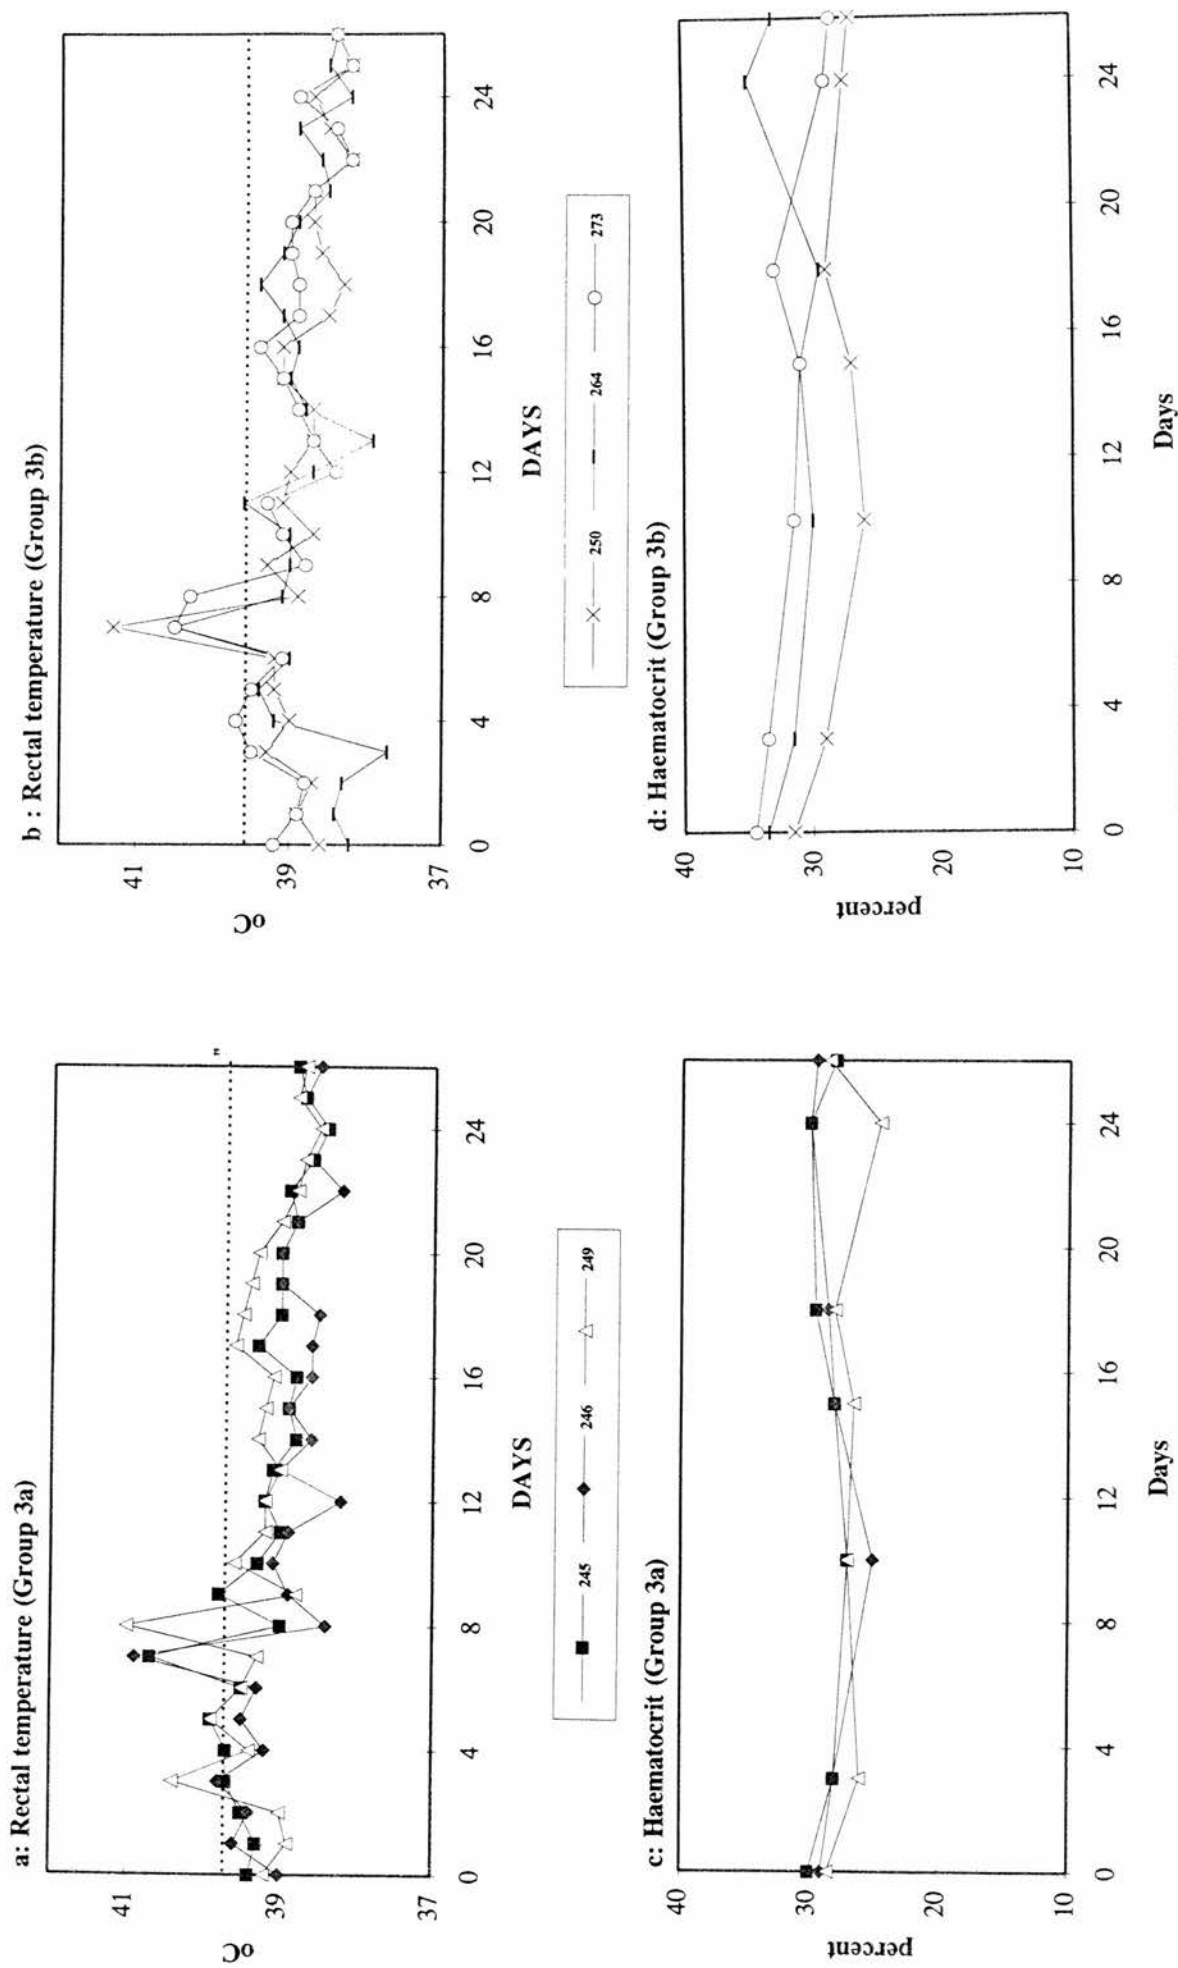 a: Rectal temperature (Group 3a)
oC
41
39
37
0 4 8 12 16 20 24
DAYS
245 246 249
c: Haematocrit (Group 3a)
percent
40
30
20
10
0 4 8 12 16 20 24
Days
b : Rectal temperature (Group 3b)
oC
41
39
37
0 4 8 12 16 20 24
DAYS
250 264 273
d: Haematocrit (Group 3b)
percent
40
30
20
10
0 4 8 12 16 20 24
Days